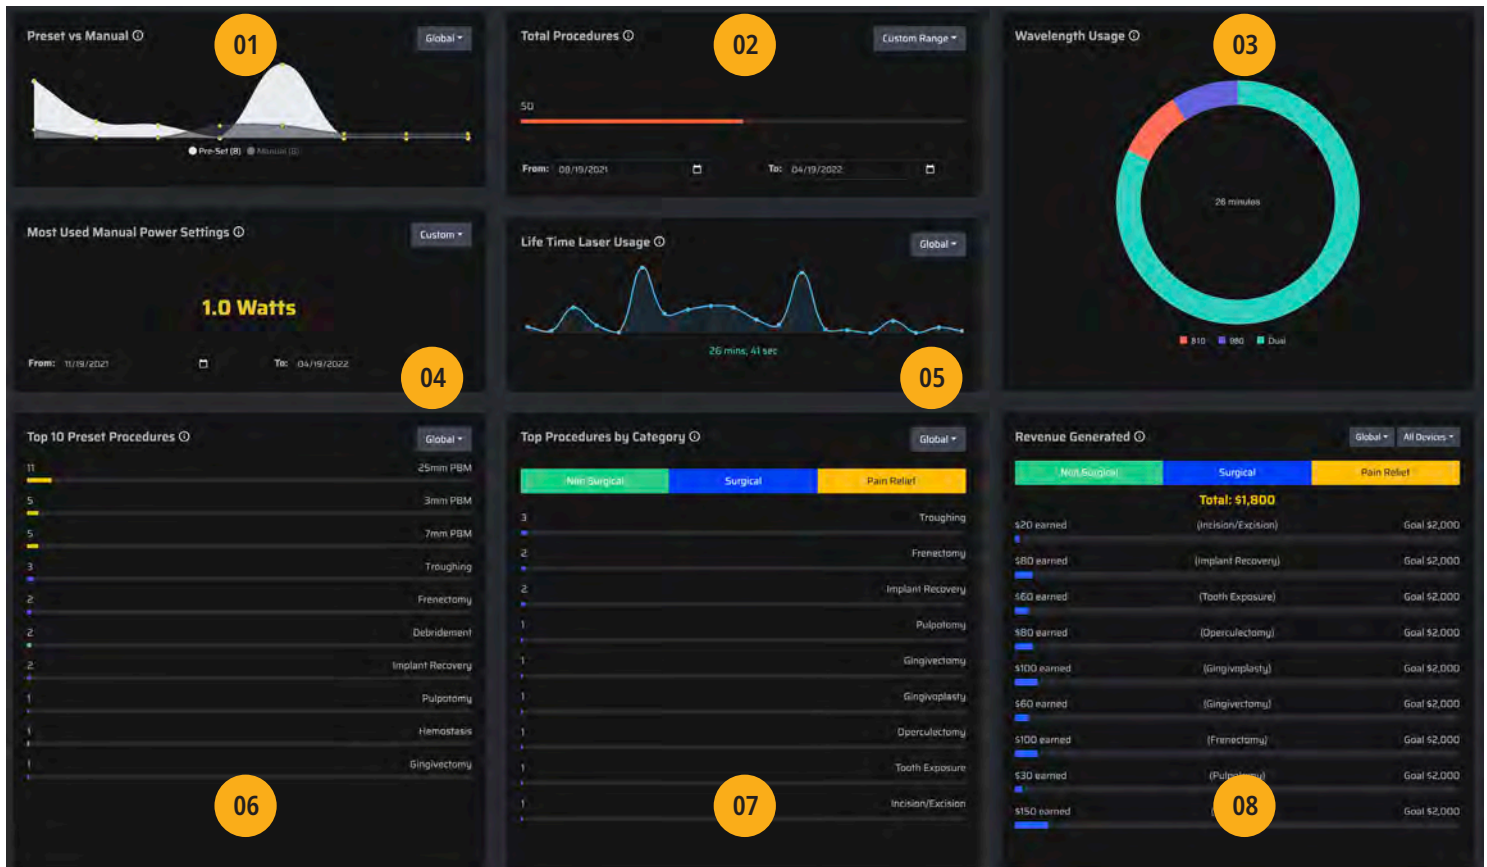 Preset vs Manual
Global
01
Pre-Set (8) Manual (8)
Total Procedures
Custom Range
02
50
From: 08/19/2021 To: 04/19/2022
Wavelength Usage
03
26 minutes
810 980 Dual
Most Used Manual Power Settings
Custom
1.0 Watts
From: 11/19/2021 To: 04/19/2022
04
Life Time Laser Usage
Global
26 mins, 41 sec
05
Top 10 Preset Procedures
Global
11 25mm PBM
5 3mm PBM
5 7mm PBM
3 Troughing
2 Frenectomy
2 Debridement
2 Implant Recovery
1 Pulpotomy
1 Hemostasis
1 Gingivectomy
06
Top Procedures by Category
Global
Non Surgical Surgical Pain Relief
3 Troughing
2 Frenectomy
2 Implant Recovery
1 Pulpotomy
1 Gingivectomy
1 Gingivoplasty
1 Operculectomy
1 Tooth Exposure
1 Incision/Excision
07
Revenue Generated
Global All Devices
Non Surgical Surgical Pain Relief
Total: $1,800
$20 earned (Incision/Excision) Goal $2,000
$80 earned (Implant Recovery) Goal $2,000
$60 earned (Tooth Exposure) Goal $2,000
$80 earned (Operculectomy) Goal $2,000
$100 earned (Gingivoplasty) Goal $2,000
$60 earned (Gingivectomy) Goal $2,000
$100 earned (Frenectomy) Goal $2,000
$30 earned (Pulpotomy) Goal $2,000
$150 earned Goal $2,000
08